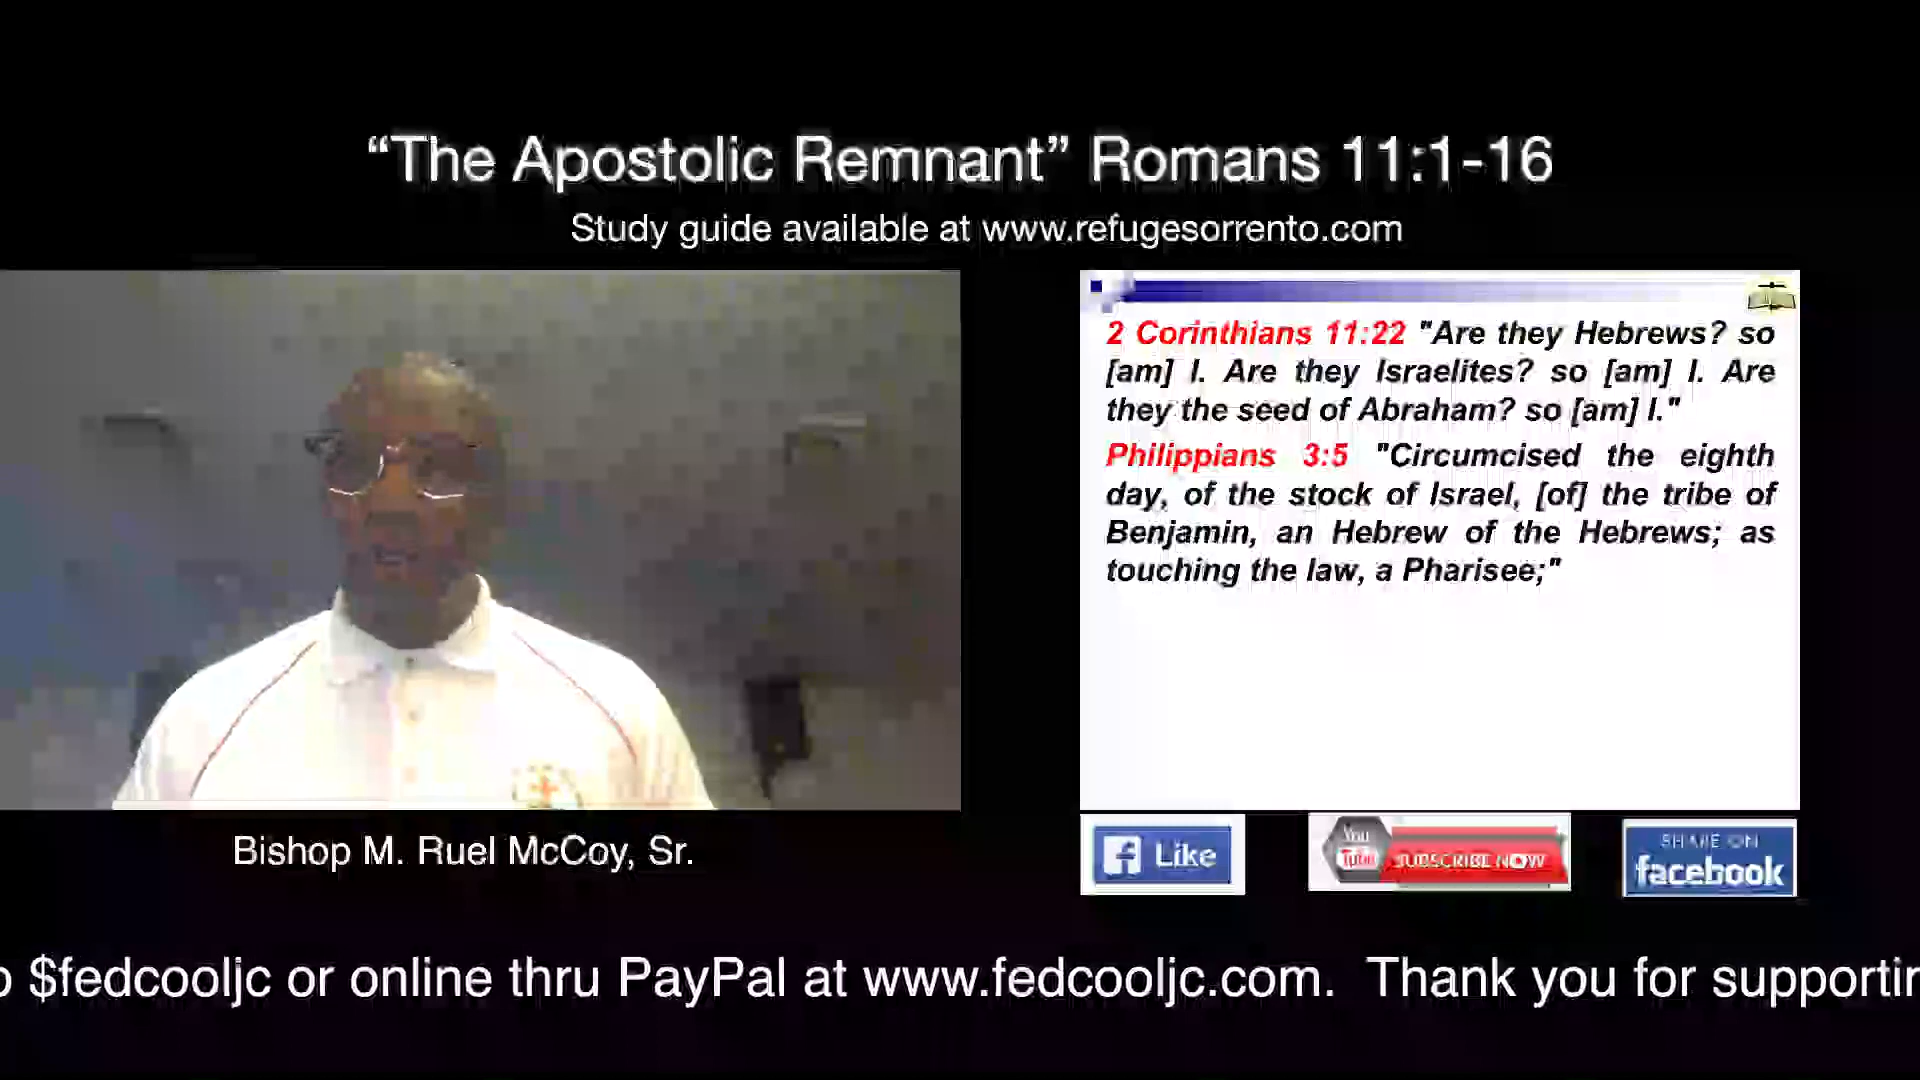 “The Apostolic Remnant” Romans 11:1-16
Study guide available at www.refugesorrento.com
2 Corinthians 11:22 "Are they Hebrews? so
[am] I. Are they Israelites? so [am] I. Are
they the seed of Abraham? so [am] I."
Philippians 3:5 "Circumcised the eighth
day, of the stock of Israel, [of] the tribe of
Benjamin, an Hebrew of the Hebrews; as
touching the law, a Pharisee;"
Bishop M. Ruel McCoy, Sr.
Like
You
Tube
SUBSCRIBE NOW
SHARE ON
facebook
$fedcooljc or online thru PayPal at www.fedcooljc.com. Thank you for